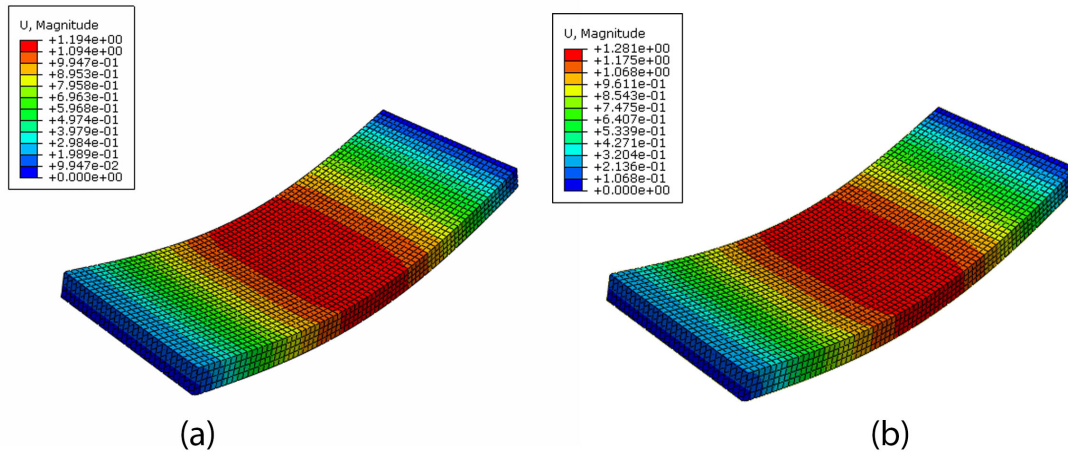 U, Magnitude
+1.194e+00
+1.094e+00
+9.947e-01
+8.953e-01
+7.958e-01
+6.963e-01
+5.968e-01
+4.974e-01
+3.979e-01
+2.984e-01
+1.989e-01
+9.947e-02
+0.000e+00
U, Magnitude
+1.281e+00
+1.175e+00
+1.068e+00
+9.611e-01
+8.543e-01
+7.475e-01
+6.407e-01
+5.339e-01
+4.271e-01
+3.204e-01
+2.136e-01
+1.068e-01
+0.000e+00
(a)
(b)